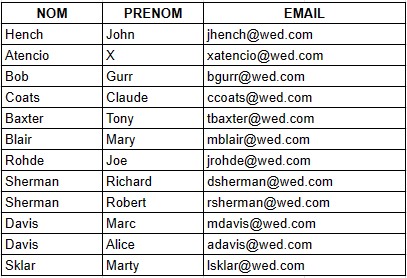 NOM PRENOM EMAIL
Hench John jhench@wed.com
Atencio X xatencio@wed.com
Bob Gurr bgurr@wed.com
Coats Claude ccoats@wed.com
Baxter Tony tbaxter@wed.com
Blair Mary mblair@wed.com
Rohde Joe jrohde@wed.com
Sherman Richard dsherman@wed.com
Sherman Robert rsherman@wed.com
Davis Marc mdavis@wed.com
Davis Alice adavis@wed.com
Sklar Marty lsklar@wed.com